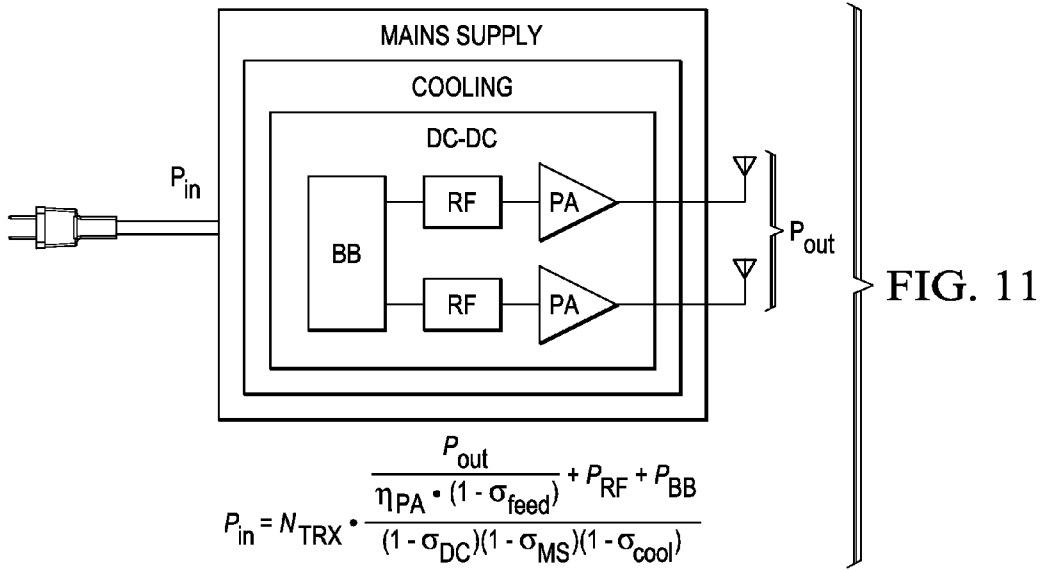 MAINS SUPPLY
COOLING
DC-DC
P_in
RF
PA
BB
RF
PA
P_out
FIG. 11
P_in = N_TRX • (P_out / (η_PA • (1 - σ_feed)) + P_RF + P_BB) / ((1 - σ_DC)(1 - σ_MS)(1 - σ_cool))